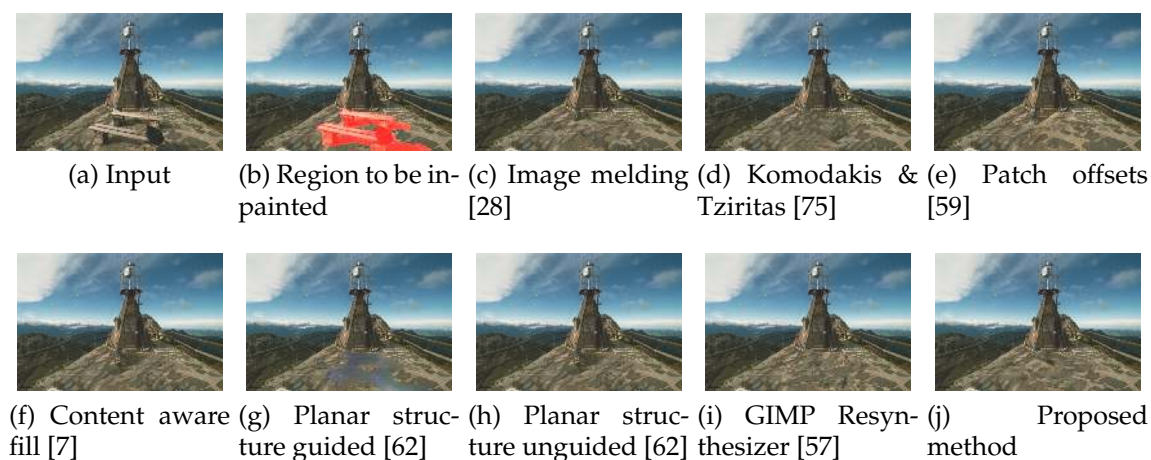 (a) Input
(b) Region to be in-
painted
(c) Image melding
[28]
(d) Komodakis &
Tziritas [75]
(e) Patch offsets
[59]
(f) Content aware
fill [7]
(g) Planar struc-
ture guided [62]
(h) Planar struc-
ture unguided [62]
(i) GIMP Resyn-
thesizer [57]
(j) Proposed
method